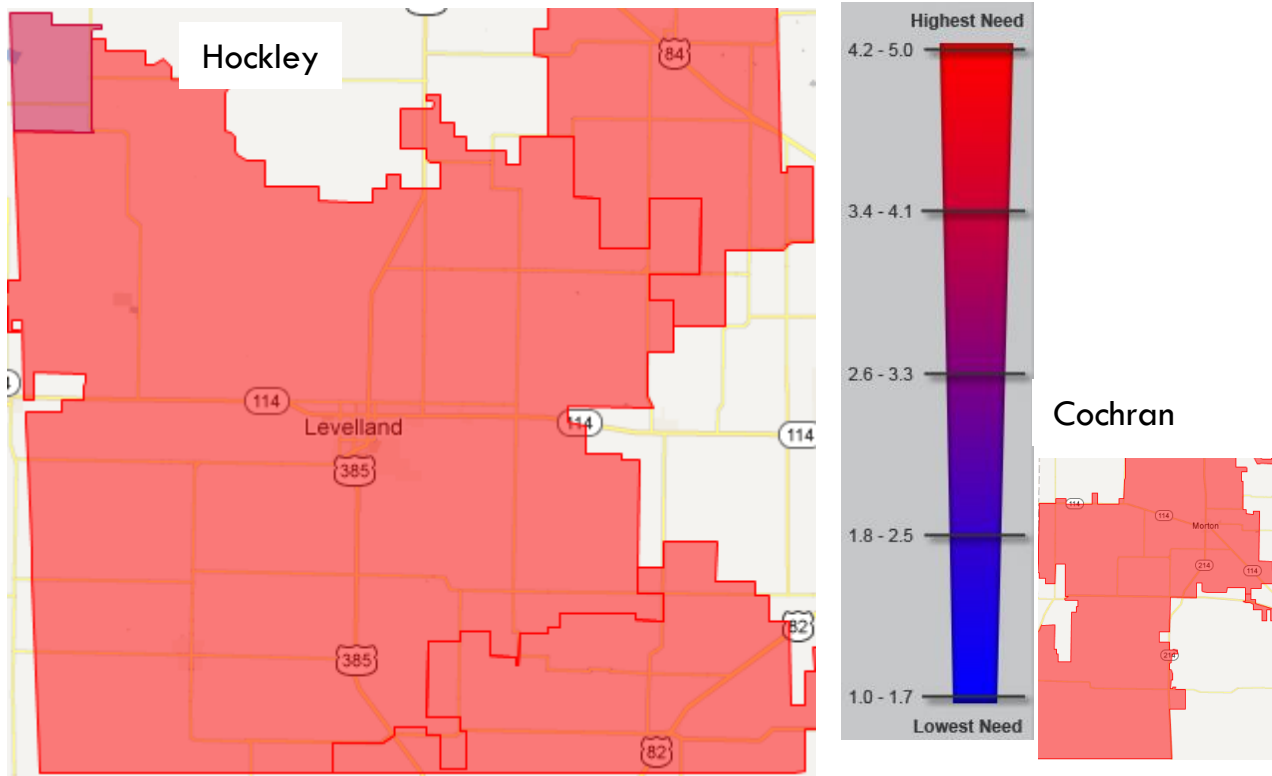 Hockley
84
114
Levelland
114
114
385
385
82
82
Highest Need
4.2 - 5.0
3.4 - 4.1
2.6 - 3.3
1.8 - 2.5
1.0 - 1.7
Lowest Need
Cochran
114
114
Morton
214
114
214